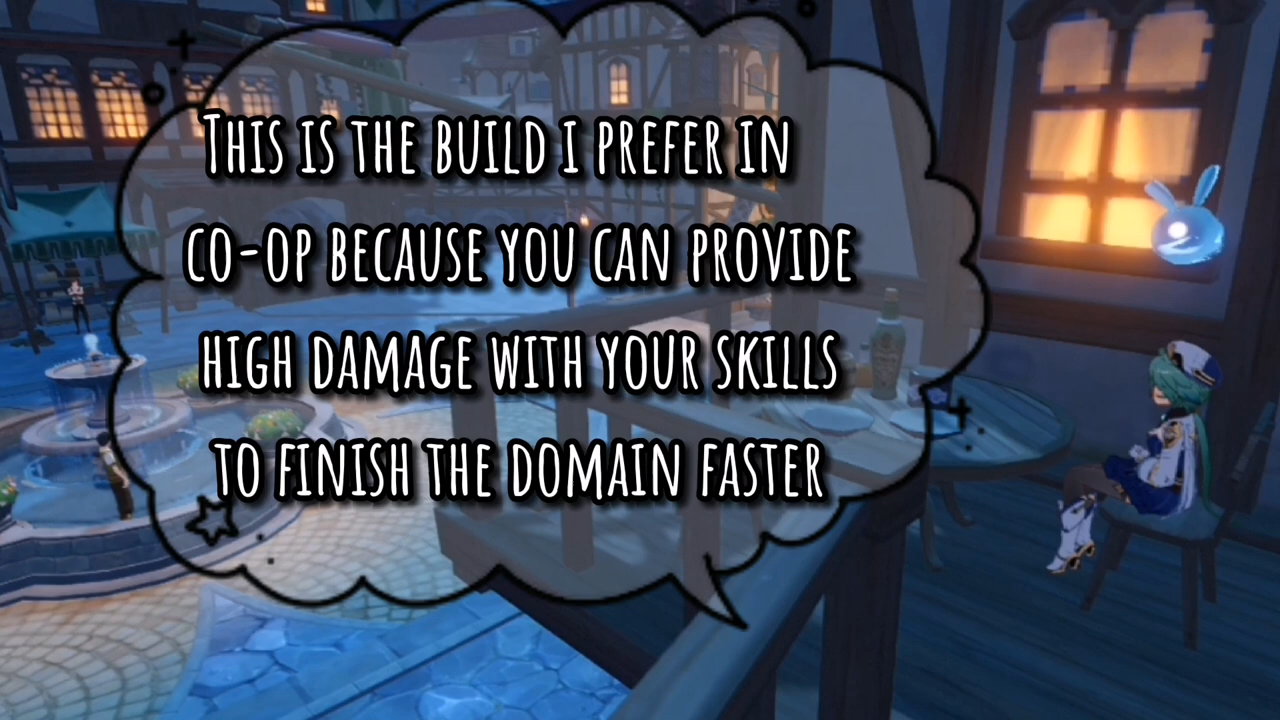 This is the build i prefer in
co-op because you can provide
high damage with your skills
to finish the domain faster